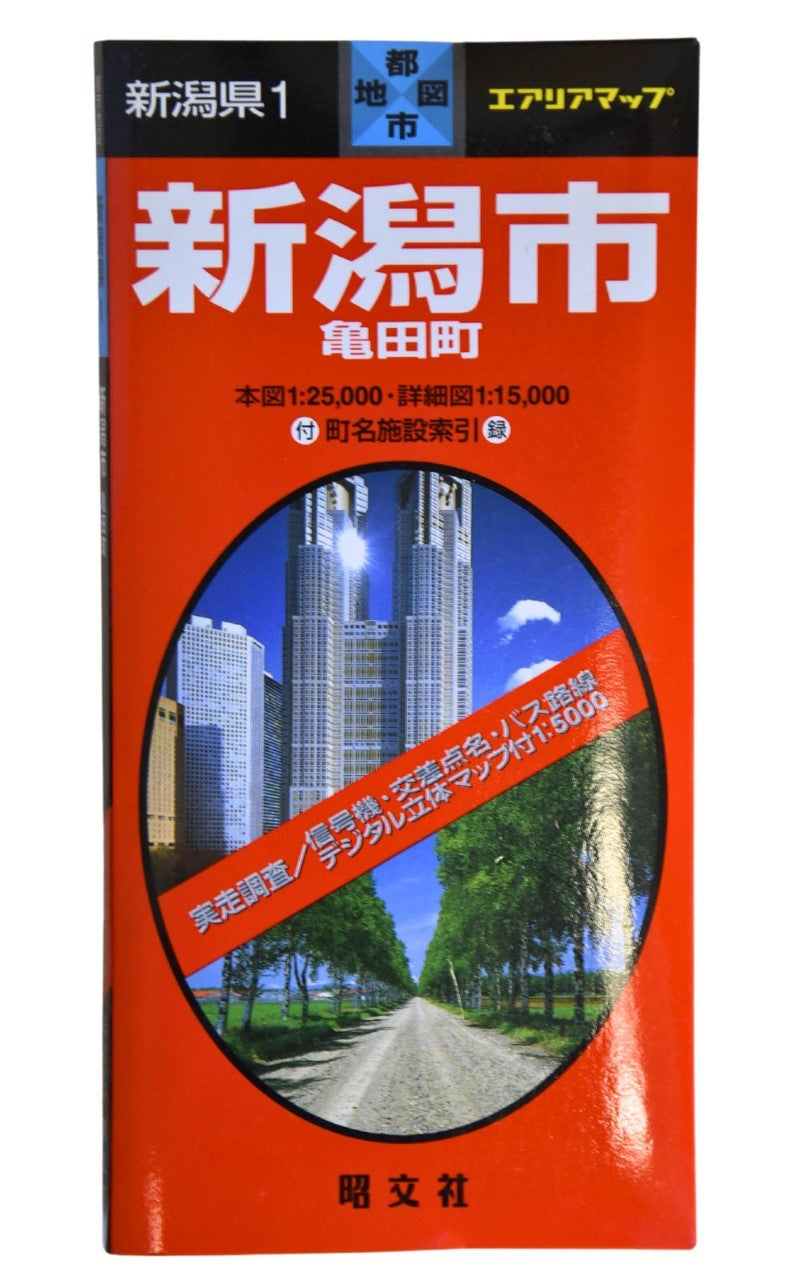 新潟県1
都
地図
市
エアリアマップ
新潟市
亀田町
本図1:25,000・詳細図1:15,000
付 町名施設索引 録
実走調査／信号機・交差点名・バス路線
デジタル立体マップ付1:5000
昭文社